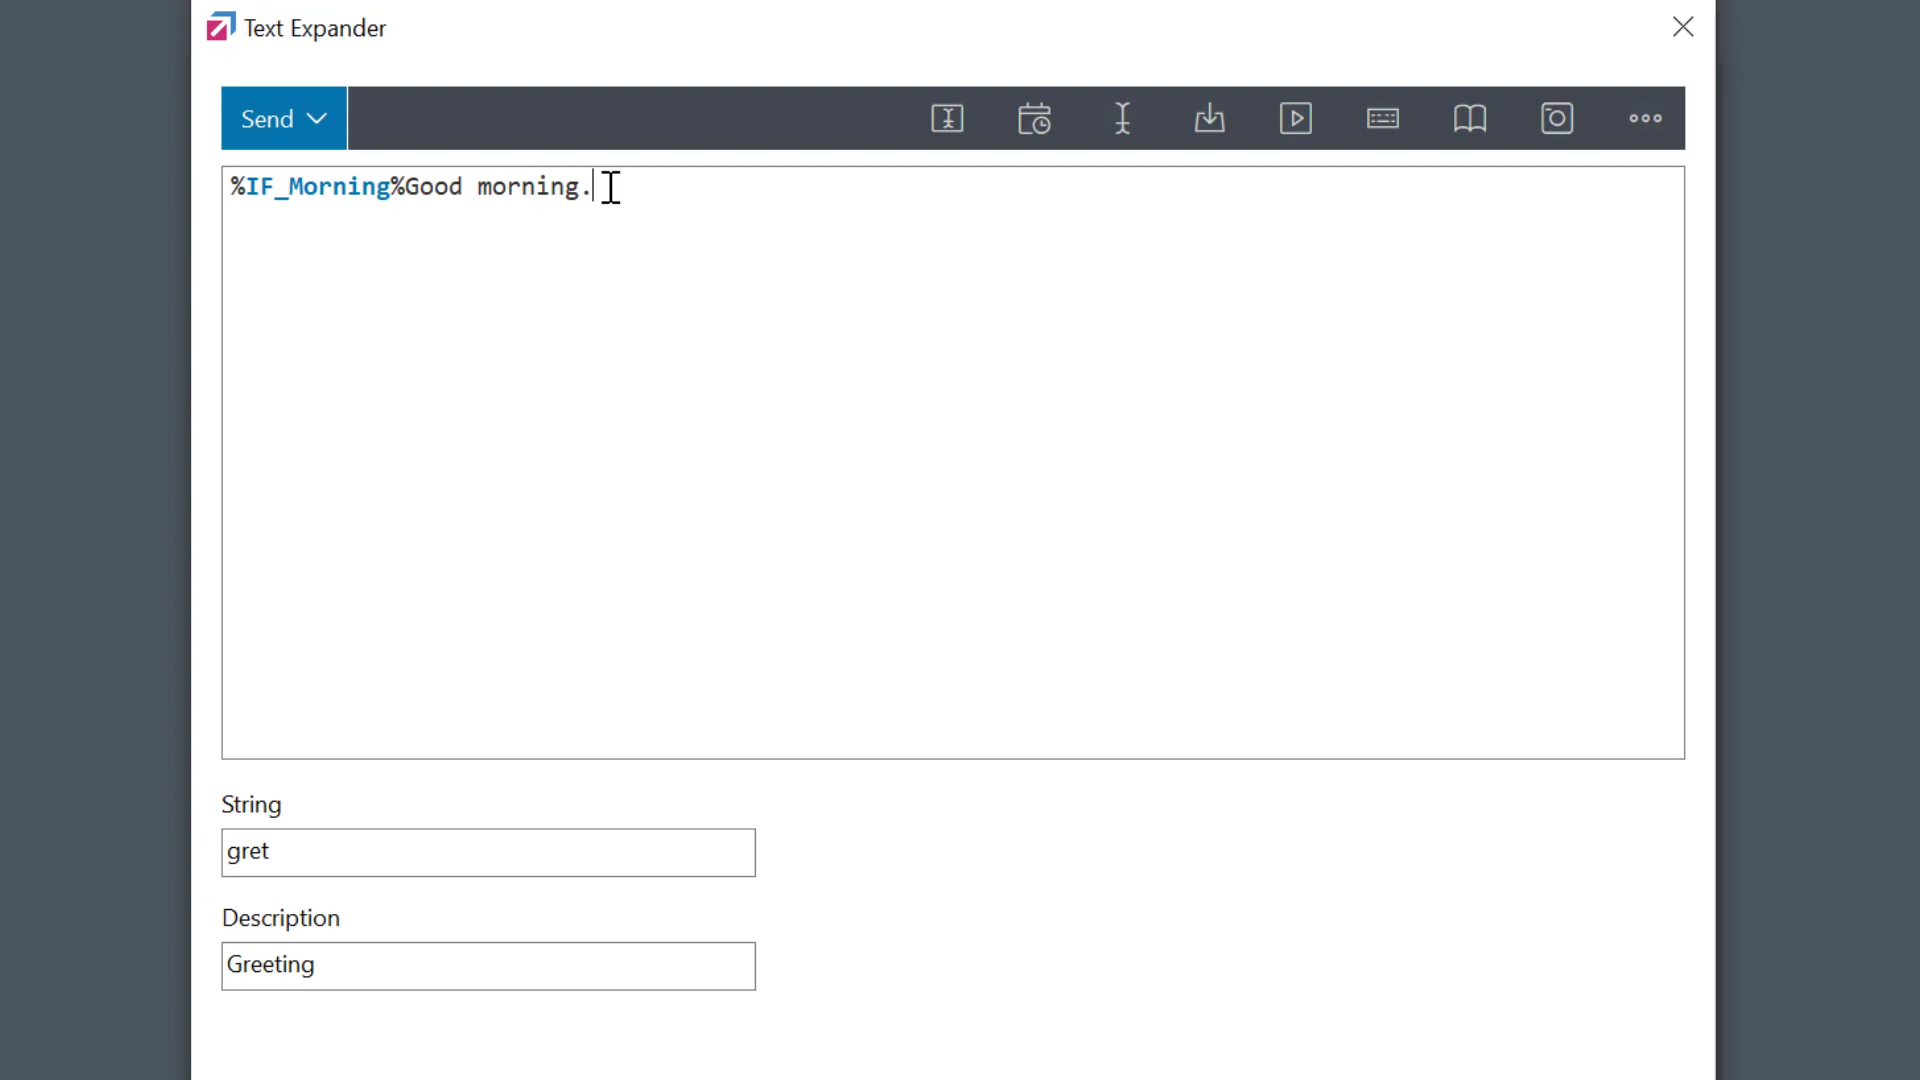 Text Expander
Send
%IF_Morning%Good morning.
String
gret
Description
Greeting